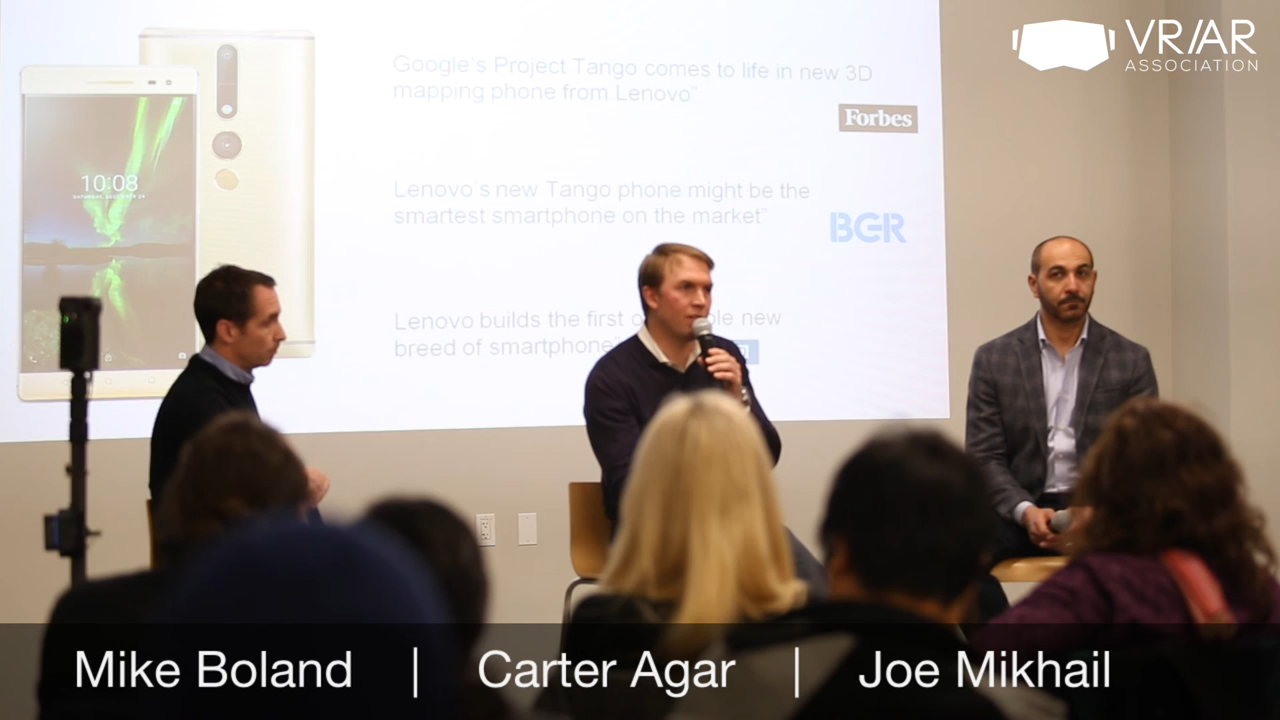 VR/AR
ASSOCIATION
Google's Project Tango comes to life in new 3D
mapping phone from Lenovo"
Forbes
Lenovo's new Tango phone might be the
smartest smartphone on the market"
BGR
10:08
Lenovo builds the first of new
breed of smartphone
Mike Boland | Carter Agar | Joe Mikhail